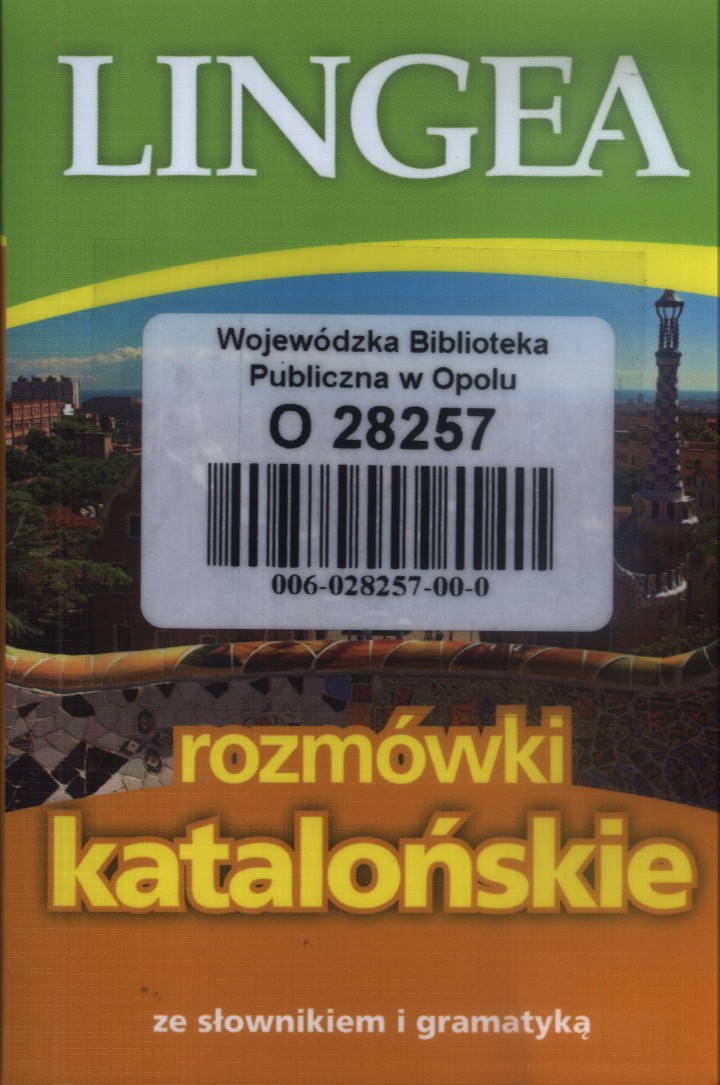 LINGEA
Wojewódzka Biblioteka
Publiczna w Opolu
O 28257
006-028257-00-0
rozmówki
katalońskie
ze słownikiem i gramatyką